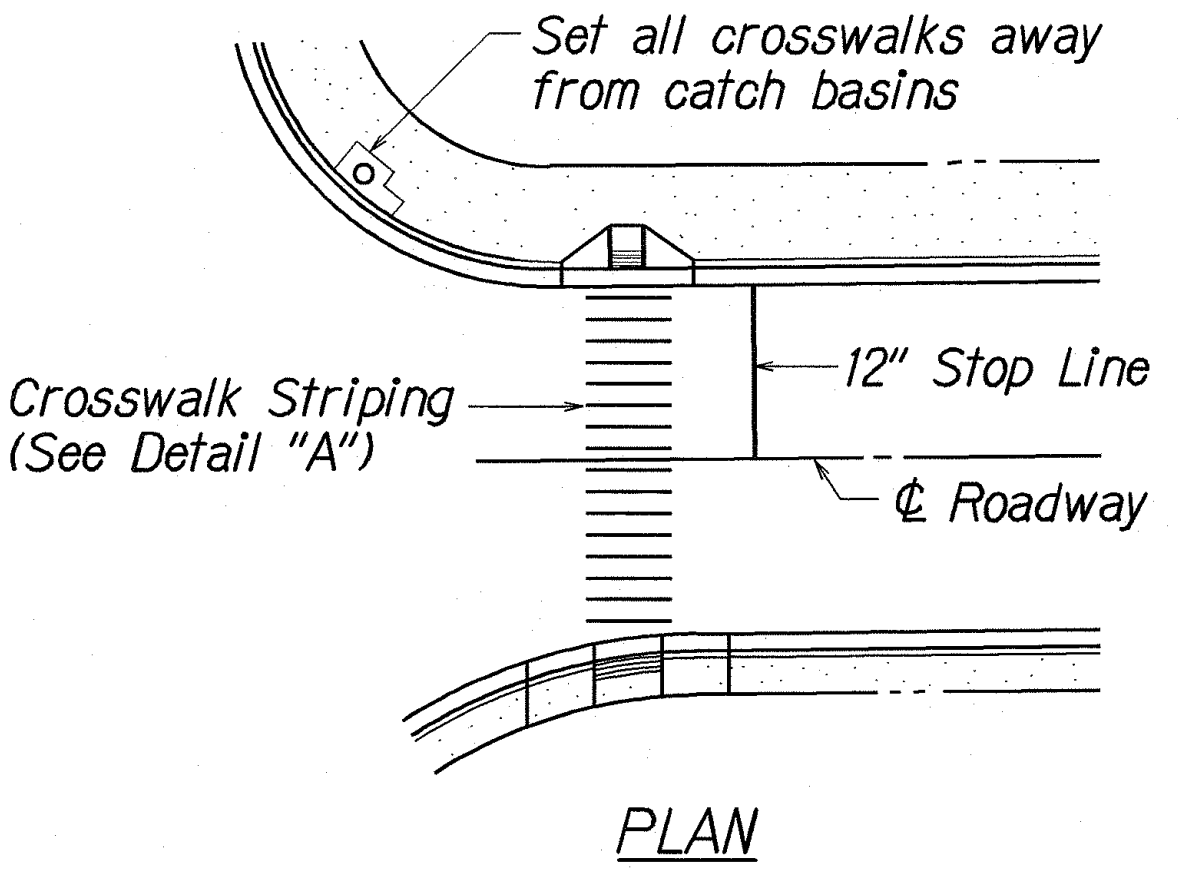 Set all crosswalks away
from catch basins
12" Stop Line
Crosswalk Striping
(See Detail "A")
℄ Roadway
PLAN